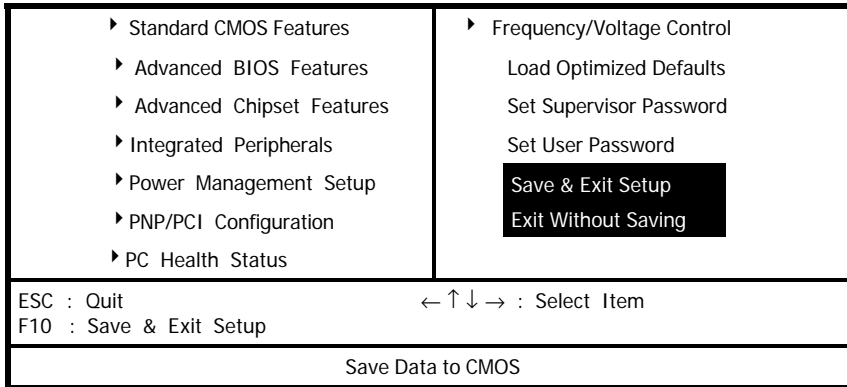 ‣ Standard CMOS Features
‣ Advanced BIOS Features
‣ Advanced Chipset Features
‣ Integrated Peripherals
‣ Power Management Setup
‣ PNP/PCI Configuration
‣ PC Health Status
‣ Frequency/Voltage Control
Load Optimized Defaults
Set Supervisor Password
Set User Password
Save & Exit Setup
Exit Without Saving
ESC : Quit ← ↑ ↓ → : Select Item
F10 : Save & Exit Setup
Save Data to CMOS